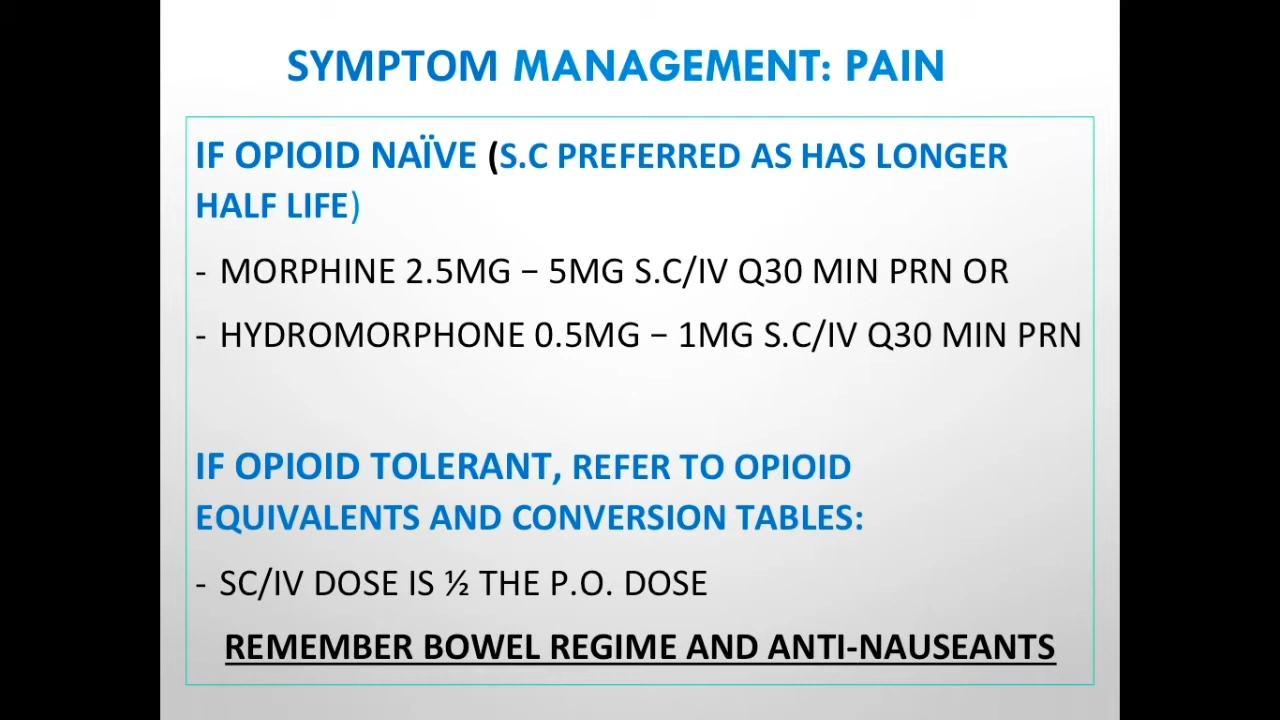 SYMPTOM MANAGEMENT: PAIN
IF OPIOID NAÏVE (S.C PREFERRED AS HAS LONGER
HALF LIFE)
- MORPHINE 2.5MG – 5MG S.C/IV Q30 MIN PRN OR
- HYDROMORPHONE 0.5MG – 1MG S.C/IV Q30 MIN PRN
IF OPIOID TOLERANT, REFER TO OPIOID
EQUIVALENTS AND CONVERSION TABLES:
- SC/IV DOSE IS ½ THE P.O. DOSE
REMEMBER BOWEL REGIME AND ANTI-NAUSEANTS